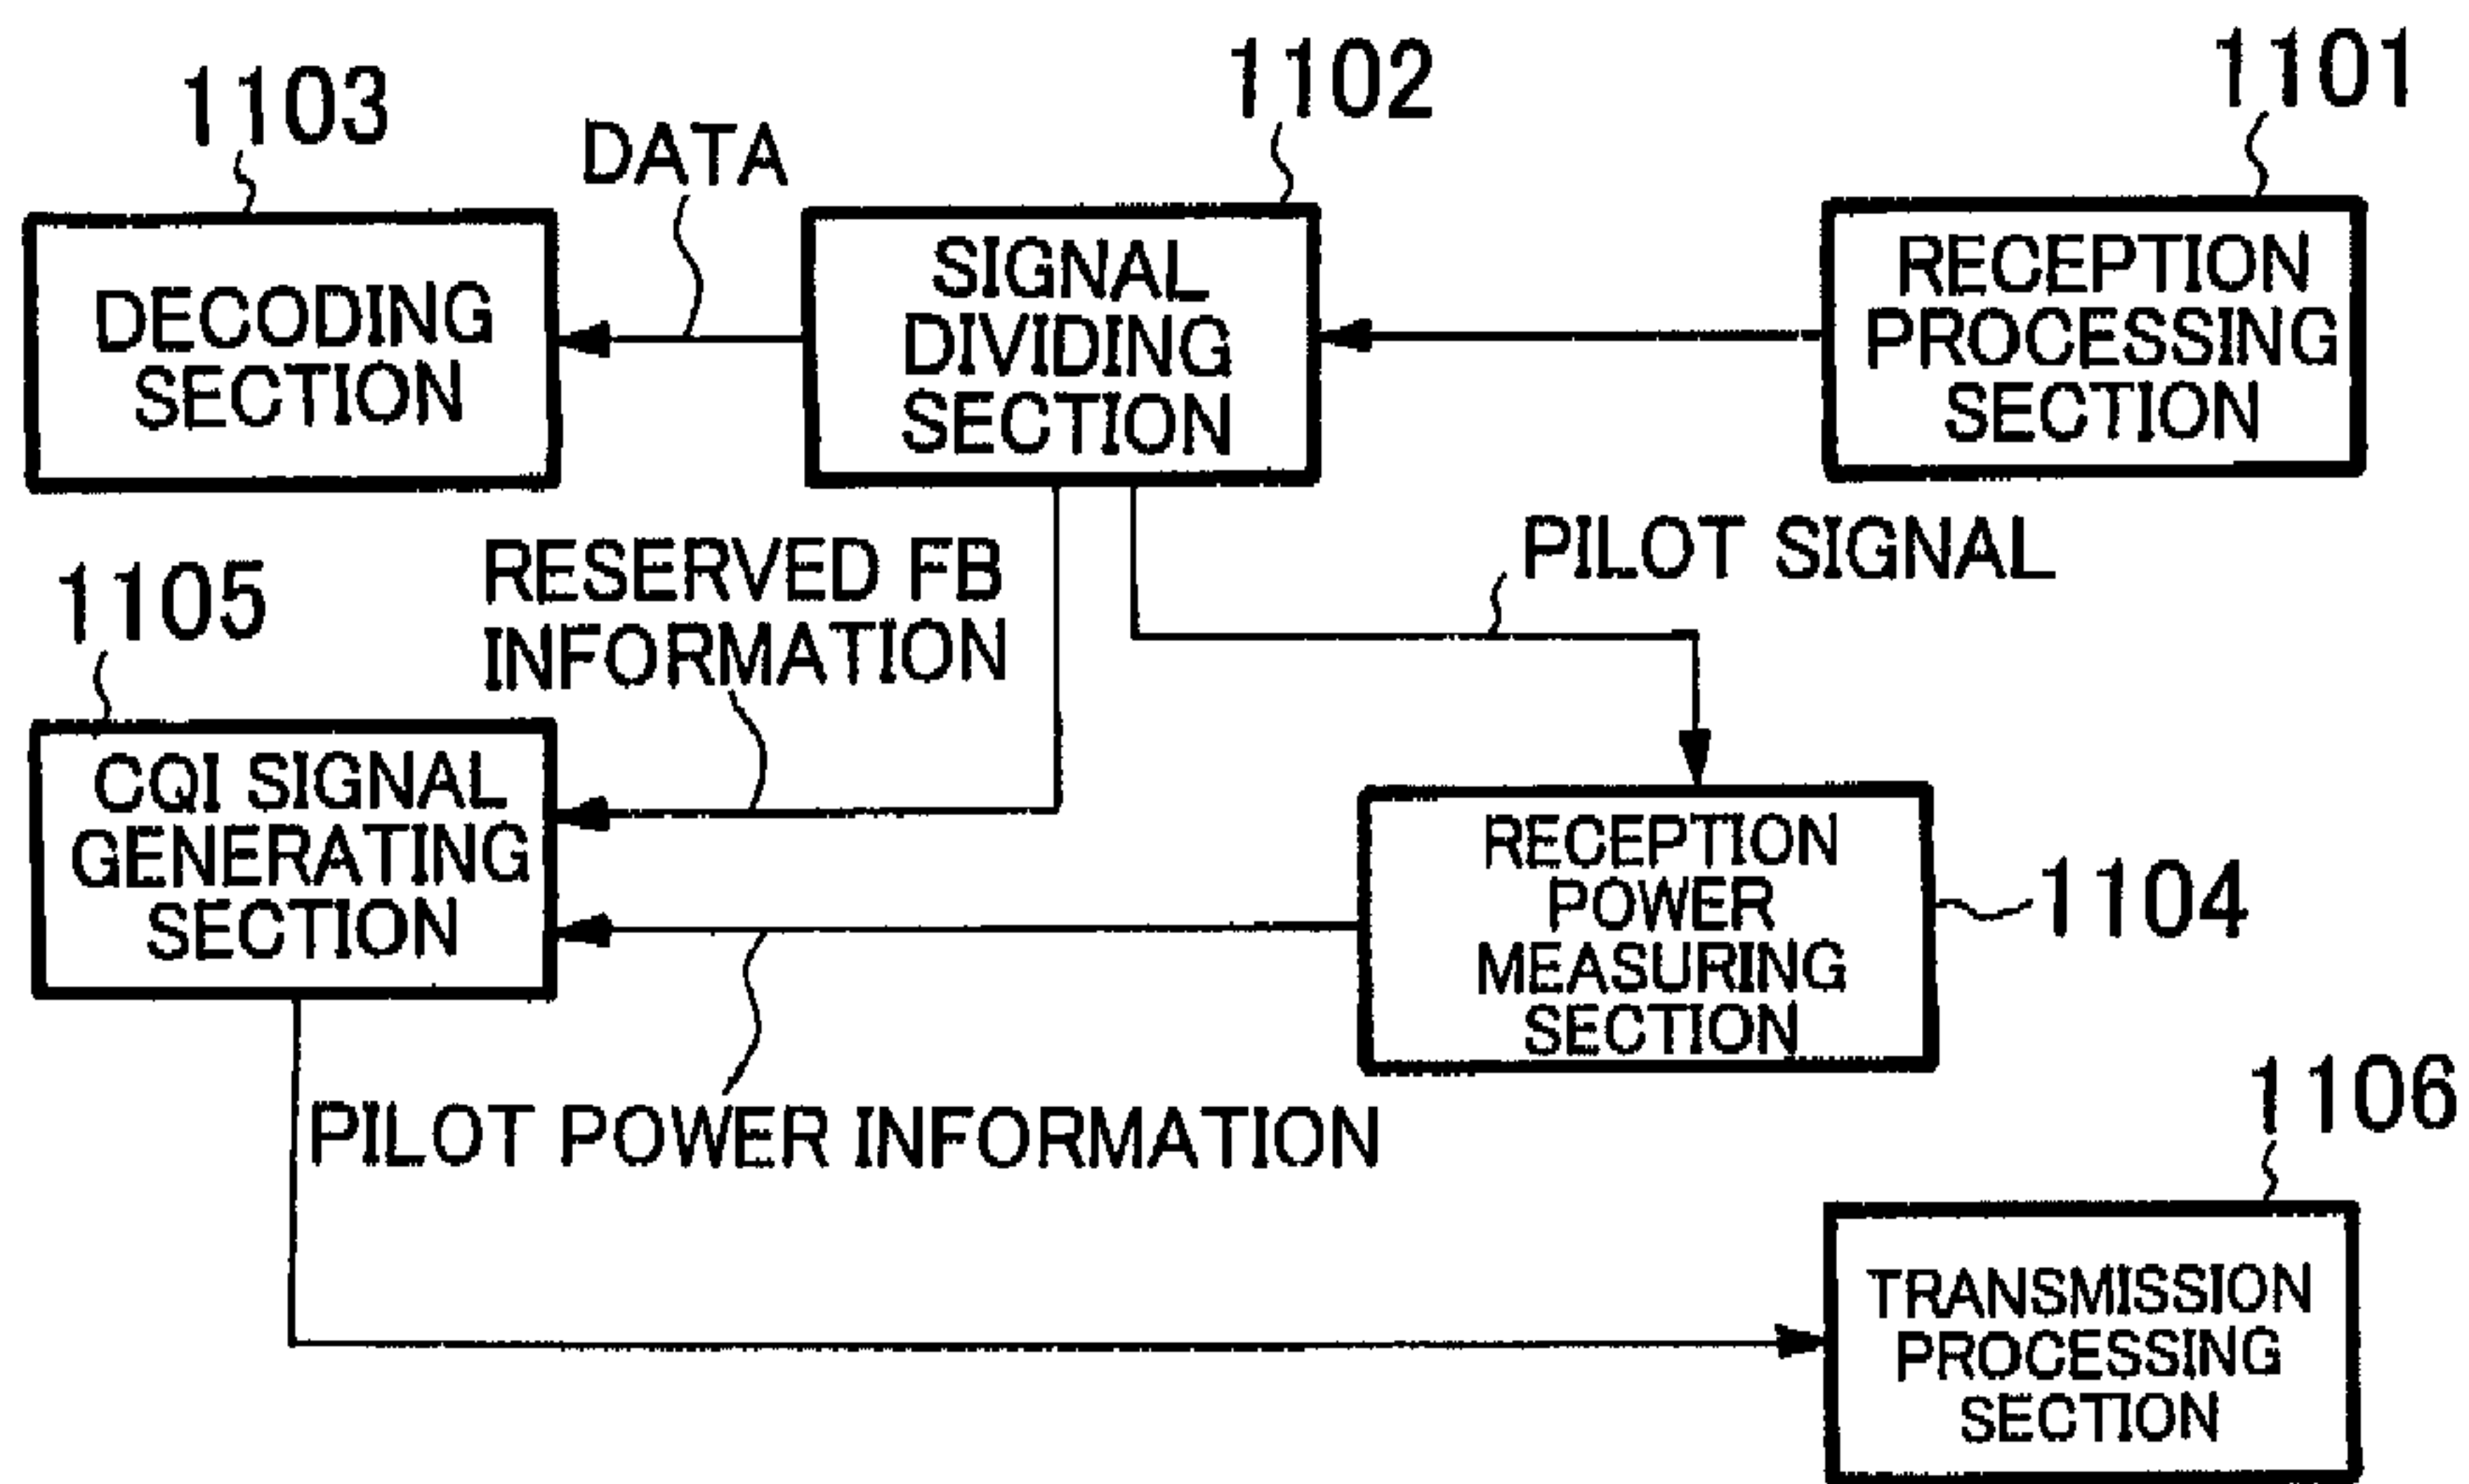 1103
1102
1101
DATA
DECODING
SECTION
SIGNAL
DIVIDING
SECTION
RECEPTION
PROCESSING
SECTION
1105
RESERVED FB
INFORMATION
PILOT SIGNAL
CQI SIGNAL
GENERATING
SECTION
RECEPTION
POWER
MEASURING
SECTION
1104
PILOT POWER INFORMATION
1106
TRANSMISSION
PROCESSING
SECTION